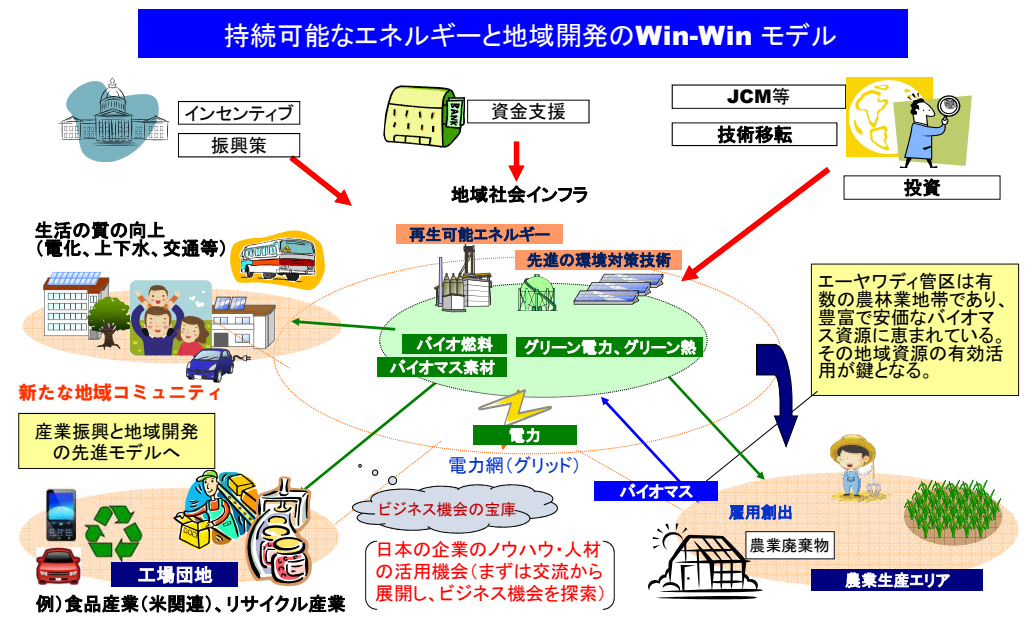 持続可能なエネルギーと地域開発のWin-Win モデル
インセンティブ
振興策
BANK
資金支援
JCM等
技術移転
投資
地域社会インフラ
生活の質の向上
（電化、上下水、交通等）
再生可能エネルギー
先進の環境対策技術
エーヤワディ管区は有
数の農林業地帯であり、
豊富で安価なバイオマ
ス資源に恵まれている。
その地域資源の有効活
用が鍵となる。
バイオ燃料
バイオマス素材
グリーン電力、グリーン熱
新たな地域コミュニティ
産業振興と地域開発
の先進モデルへ
電力
電力網（グリッド）
バイオマス
ビジネス機会の宝庫
雇用創出
日本の企業のノウハウ・人材
の活用機会（まずは交流から
展開し、ビジネス機会を探索）
農業廃棄物
工場団地
農業生産エリア
例）食品産業（米関連）、リサイクル産業